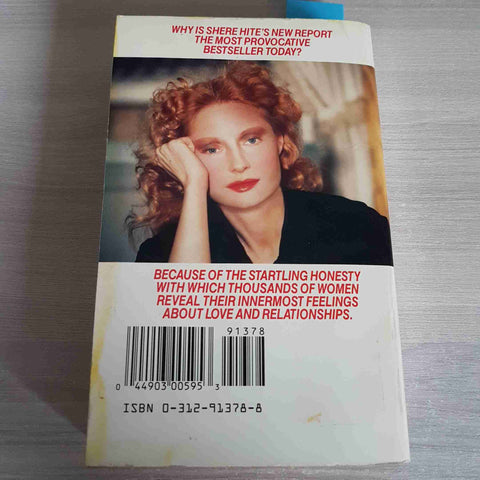 WHY IS SHERE HITE'S NEW REPORT
THE MOST PROVOCATIVE
BESTSELLER TODAY?
BECAUSE OF THE STARTLING HONESTY
WITH WHICH THOUSANDS OF WOMEN
REVEAL THEIR INNERMOST FEELINGS
ABOUT LOVE AND RELATIONSHIPS.
91378
0 44903 00595 3
ISBN 0-312-91378-8